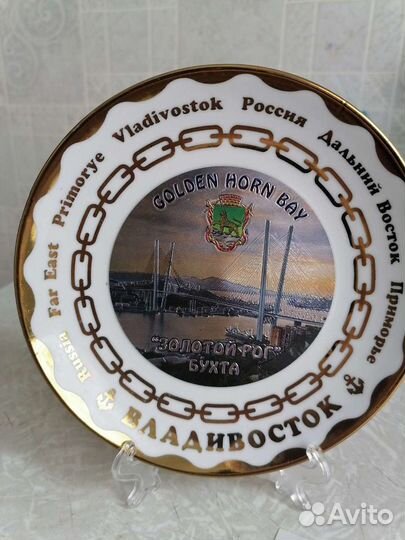 Russia Far East Primorye Vladivostok Россия Дальний Восток Приморье
GOLDEN HORN BAY
"ЗОЛОТОЙ РОГ"
БУХТА
ВЛАДИВОСТОК
Avito